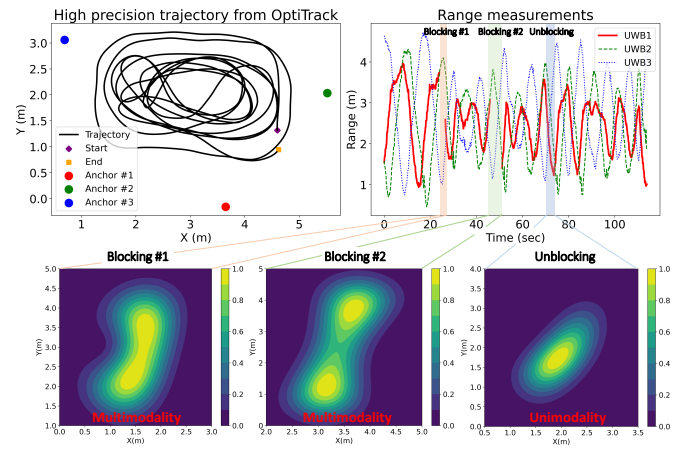 High precision trajectory from OptiTrack
3.0
2.5
2.0
1.5
1.0
0.5
0.0
Y (m)
Trajectory
Start
End
Anchor #1
Anchor #2
Anchor #3
1 2 3 4 5
X (m)
Range measurements
Blocking #1 Blocking #2 Unblocking
UWB1
UWB2
UWB3
4
3
2
1
Range (m)
0 20 40 60 80 100
Time (sec)
Blocking #1
5.0
4.5
4.0
3.5
3.0
2.5
2.0
1.5
1.0
Y(m)
Multimodality
0.0 0.5 1.0 1.5 2.0 2.5 3.0
X(m)
1.0
0.8
0.6
0.4
0.2
0.0
Blocking #2
5
4
3
2
1
0
Y(m)
Multimodality
2.0 2.5 3.0 3.5 4.0 4.5 5.0
X(m)
1.0
0.8
0.6
0.4
0.2
0.0
Unblocking
4.0
3.5
3.0
2.5
2.0
1.5
1.0
0.5
0.0
Y(m)
Unimodality
0.5 1.0 1.5 2.0 2.5 3.0 3.5
X(m)
1.0
0.8
0.6
0.4
0.2
0.0